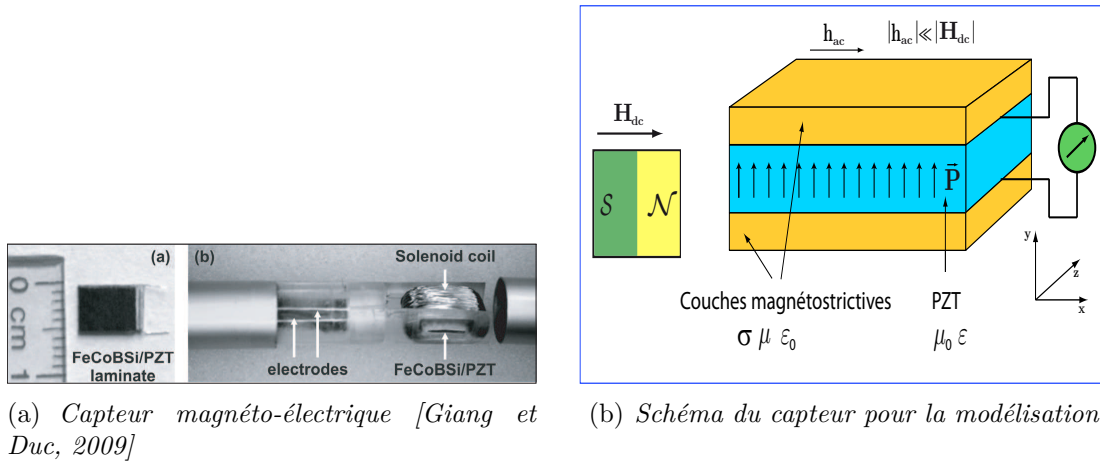 (a)
0 cm 1
FeCoBSi/PZT
laminate
(b)
Solenoid coil
electrodes
FeCoBSi/PZT
(a) Capteur magnéto-électrique [Giang et
Duc, 2009]
h_ac |h_ac| ≪ |H_dc|
H_dc
S N
P⃗
y
z
x
Couches magnétostrictives
σ μ ε₀
PZT
μ₀ ε
(b) Schéma du capteur pour la modélisation